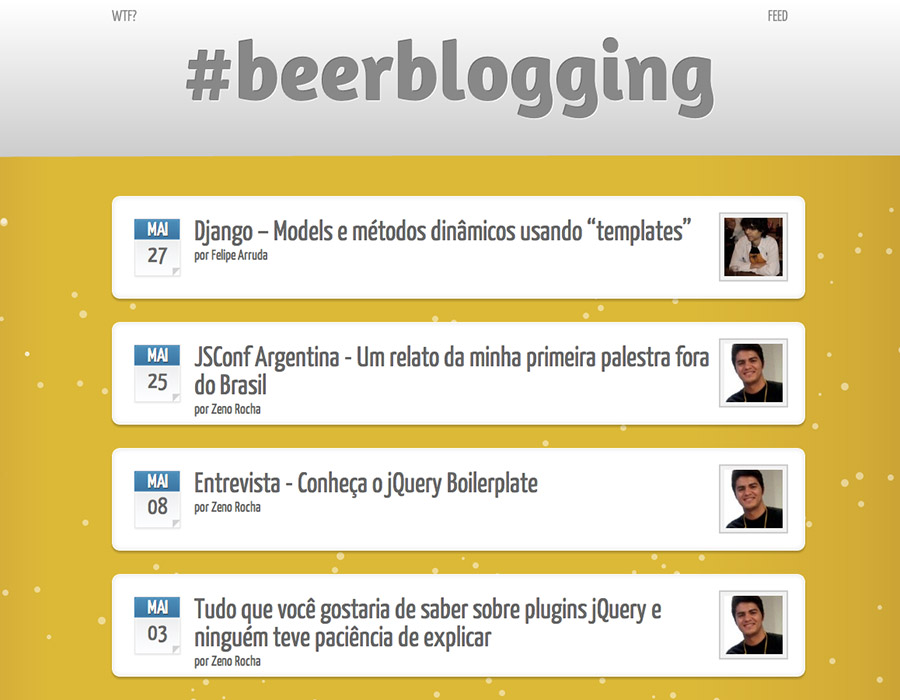 WTF?
FEED
#beerblogging
MAI
27
Django – Models e métodos dinâmicos usando “templates”
por Felipe Arruda
MAI
25
JSConf Argentina - Um relato da minha primeira palestra fora
do Brasil
por Zeno Rocha
MAI
08
Entrevista - Conheça o jQuery Boilerplate
por Zeno Rocha
MAI
03
Tudo que você gostaria de saber sobre plugins jQuery e
ninguém teve paciência de explicar
por Zeno Rocha